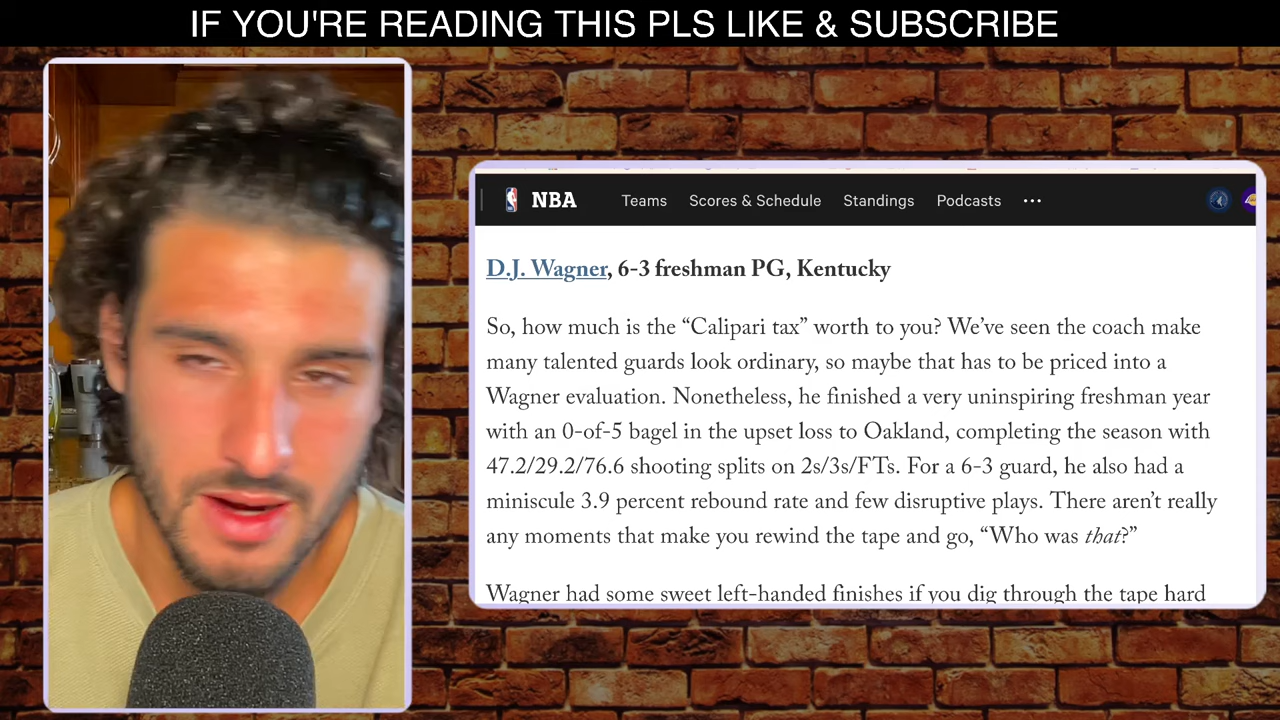 IF YOU'RE READING THIS PLS LIKE & SUBSCRIBE
NBA Teams Scores & Schedule Standings Podcasts ...
D.J. Wagner, 6-3 freshman PG, Kentucky
So, how much is the “Calipari tax” worth to you? We’ve seen the coach make
many talented guards look ordinary, so maybe that has to be priced into a
Wagner evaluation. Nonetheless, he finished a very uninspiring freshman year
with an 0-of-5 bagel in the upset loss to Oakland, completing the season with
47.2/29.2/76.6 shooting splits on 2s/3s/FTs. For a 6-3 guard, he also had a
miniscule 3.9 percent rebound rate and few disruptive plays. There aren’t really
any moments that make you rewind the tape and go, “Who was that?”
Wagner had some sweet left-handed finishes if you dig through the tape hard